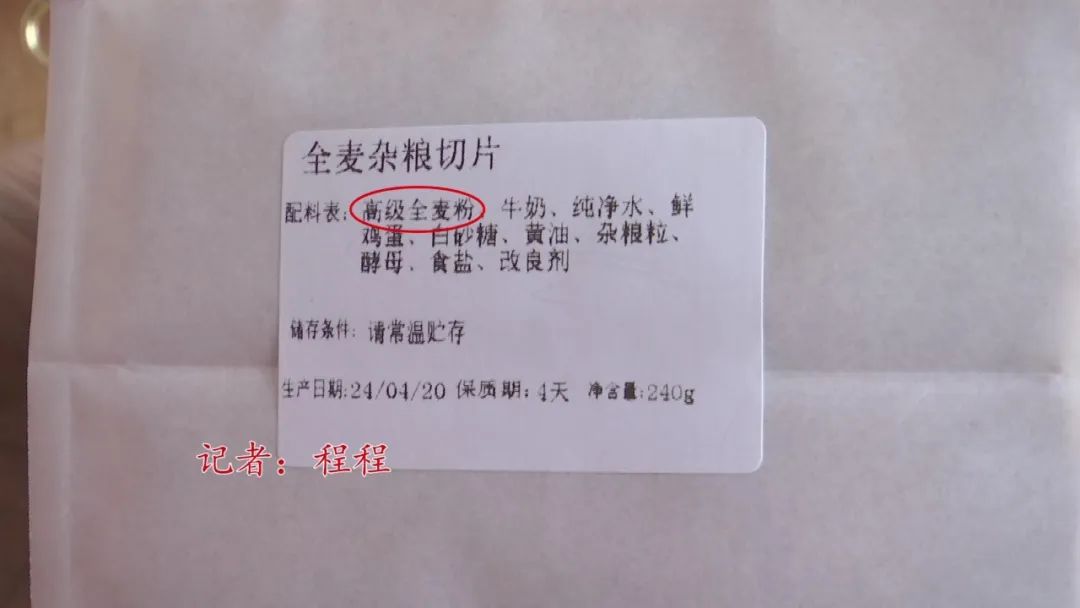 全麦杂粮切片
配料表：高级全麦粉、牛奶、纯净水、鲜
鸡蛋、白砂糖、黄油、杂粮粒、
酵母、食盐、改良剂
储存条件：请常温贮存
生产日期:24/04/20 保质期：4天 净含量:240g
记者：程程